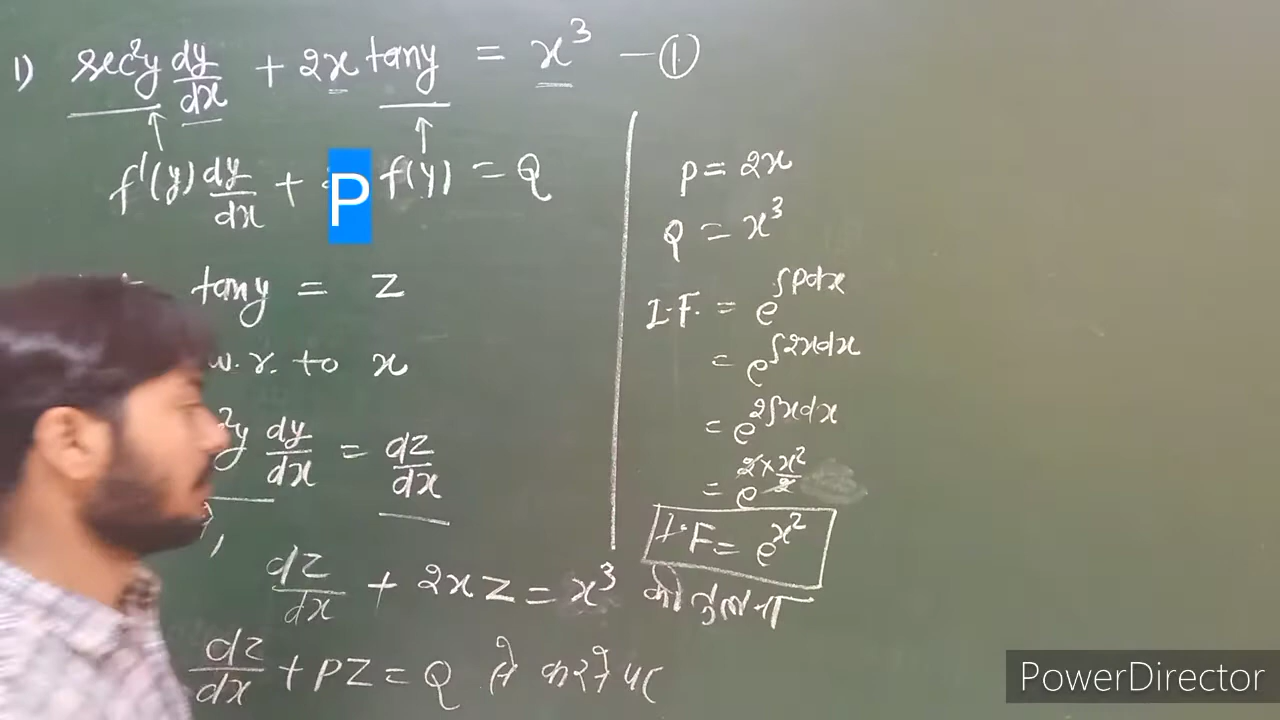 1) sec²y dy/dx + 2x tany = x³ —①
f'(y) dy/dx + P f(y) = Q
tany = z
w.r. to x
²y dy/dx = dz/dx
dz/dx + 2xz = x³ की तुलना
dz/dx + Pz = Q से करने पर
P = 2x
Q = x³
I.F. = e^∫Pdx
= e^∫2xdx
= e^2∫xdx
= e^2×x²/2
I.F = e^x²
PowerDirector